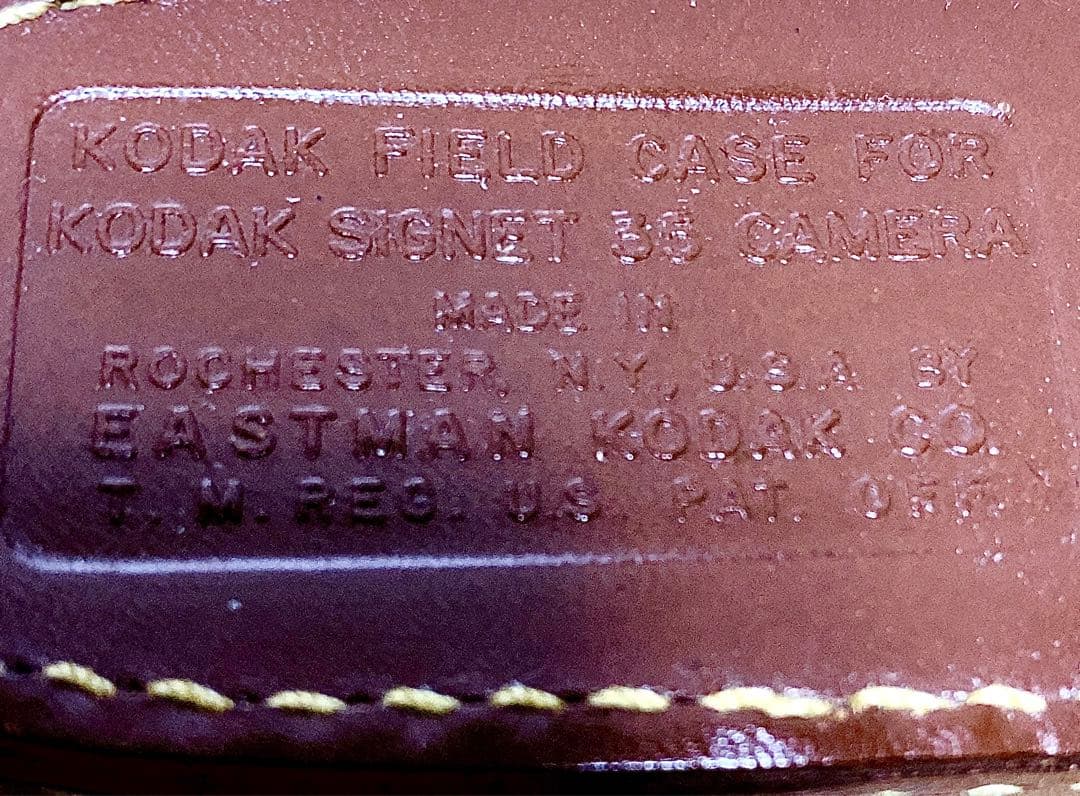 KODAK FIELD CASE FOR
KODAK SIGNET 35 CAMERA
MADE IN
ROCHESTER, N.Y., U.S.A. BY
EASTMAN KODAK CO.
T. M. REG. U.S. PAT. OFF.